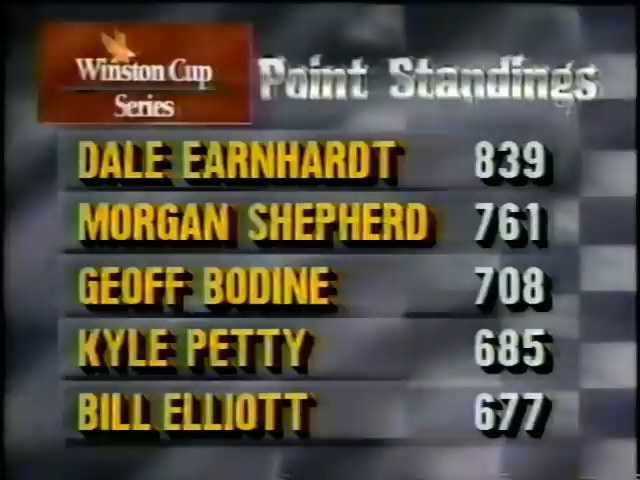 Winston Cup
Series
Point Standings
DALE EARNHARDT 839
MORGAN SHEPHERD 761
GEOFF BODINE 708
KYLE PETTY 685
BILL ELLIOTT 677